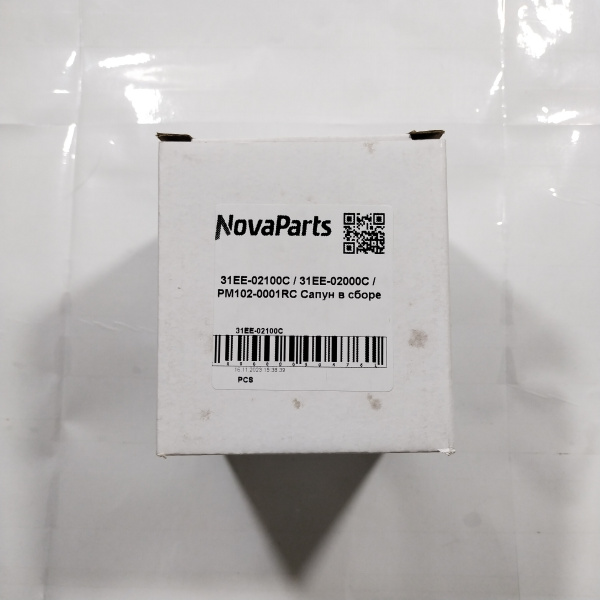 NovaParts
31EE-02100C / 31EE-02000C /
PM102-0001RC Сапун в сборе
31EE-02100C
PCS